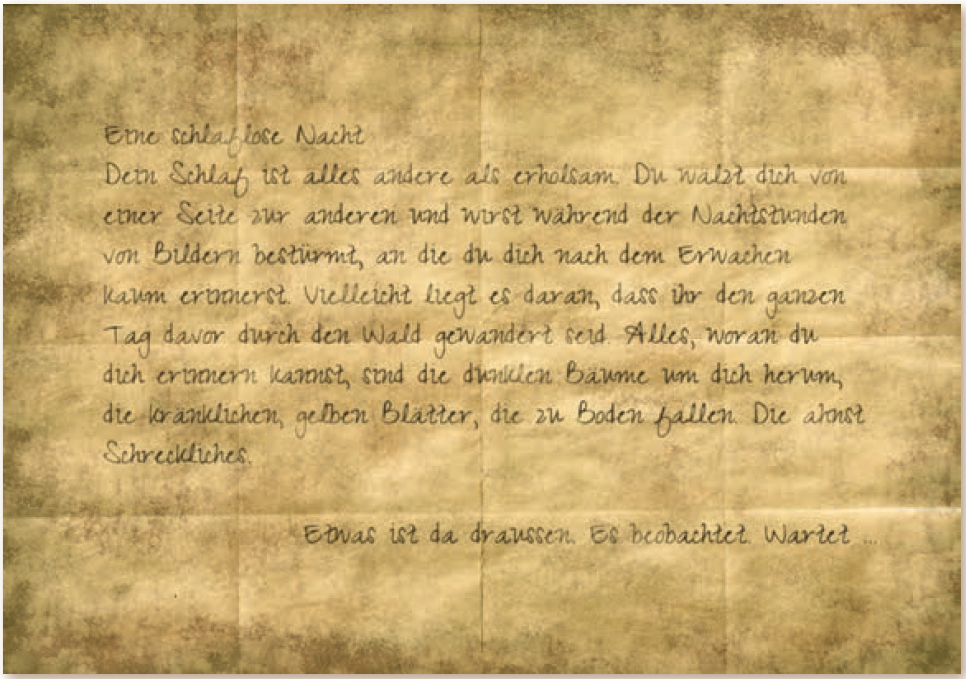 Eine schlaflose Nacht
Dein Schlaf ist alles andere als erholsam. Du wälzt dich von
einer Seite zur anderen und wirst während der Nachtstunden
von Bildern bestürmt, an die du dich nach dem Erwachen
kaum erinnerst. Vielleicht liegt es daran, dass ihr den ganzen
Tag davor durch den Wald gewandert seid. Alles, woran du
dich erinnern kannst, sind die dunklen Bäume um dich herum,
die kränklichen, gelben Blätter, die zu Boden fallen. Die ahnst
Schreckliches.
Etwas ist da draussen. Es beobachtet. Wartet ...